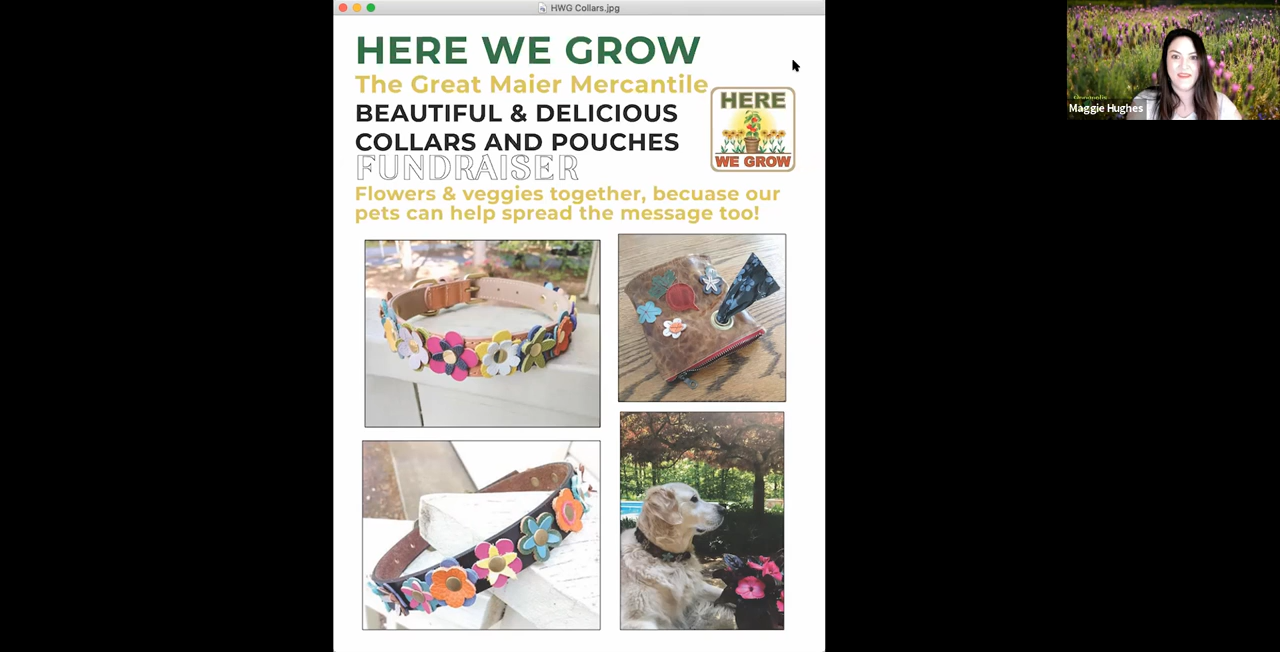 HWG Collars.jpg
HERE WE GROW
The Great Maier Mercantile
BEAUTIFUL & DELICIOUS
COLLARS AND POUCHES
FUNDRAISER
Flowers & veggies together, becuase our
pets can help spread the message too!
HERE
WE GROW
Maggie Hughes